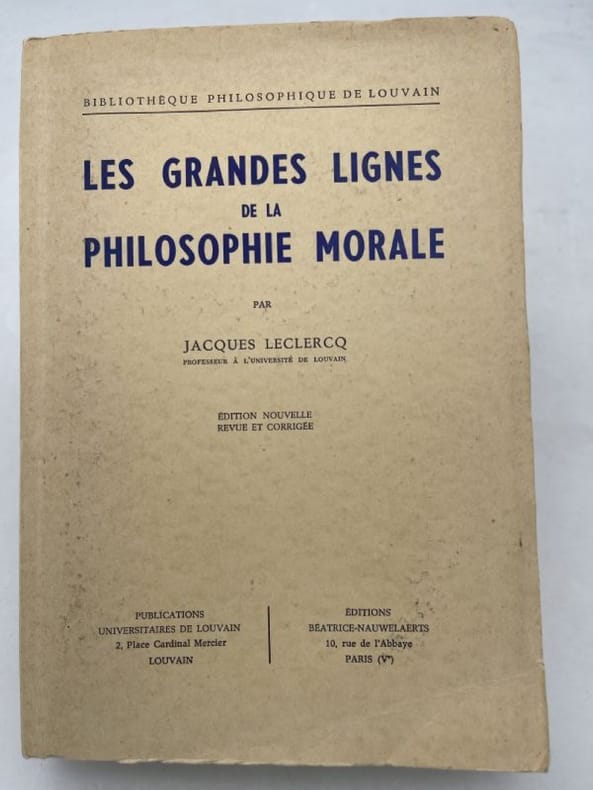 BIBLIOTHÈQUE PHILOSOPHIQUE DE LOUVAIN
LES GRANDES LIGNES
DE LA
PHILOSOPHIE MORALE
PAR
JACQUES LECLERCQ
PROFESSEUR À L'UNIVERSITÉ DE LOUVAIN
ÉDITION NOUVELLE
REVUE ET CORRIGÉE
PUBLICATIONS
UNIVERSITAIRES DE LOUVAIN
2, Place Cardinal Mercier
LOUVAIN
ÉDITIONS
BÉATRICE-NAUWELAERTS
10, rue de l'Abbaye
PARIS (Vᵉ)